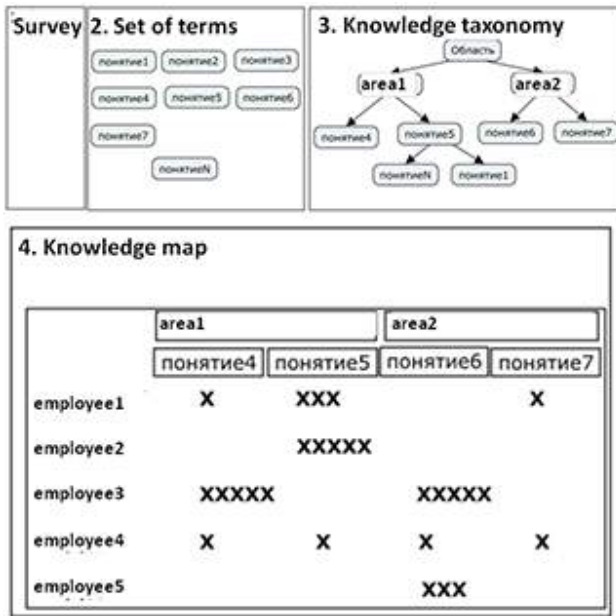 Survey
2. Set of terms
понятие1 понятие2 понятие3
понятие4 понятие5 понятие6
понятие7
понятиеN
3. Knowledge taxonomy
Область
area1 area2
понятие4 понятие5 понятие6 понятие7
понятиеN понятие1
4. Knowledge map
area1 area2
понятие4 понятие5 понятие6 понятие7
employee1 X XXX X
employee2 XXXXX
employee3 XXXXX XXXXX
employee4 X X X X
employee5 XXX